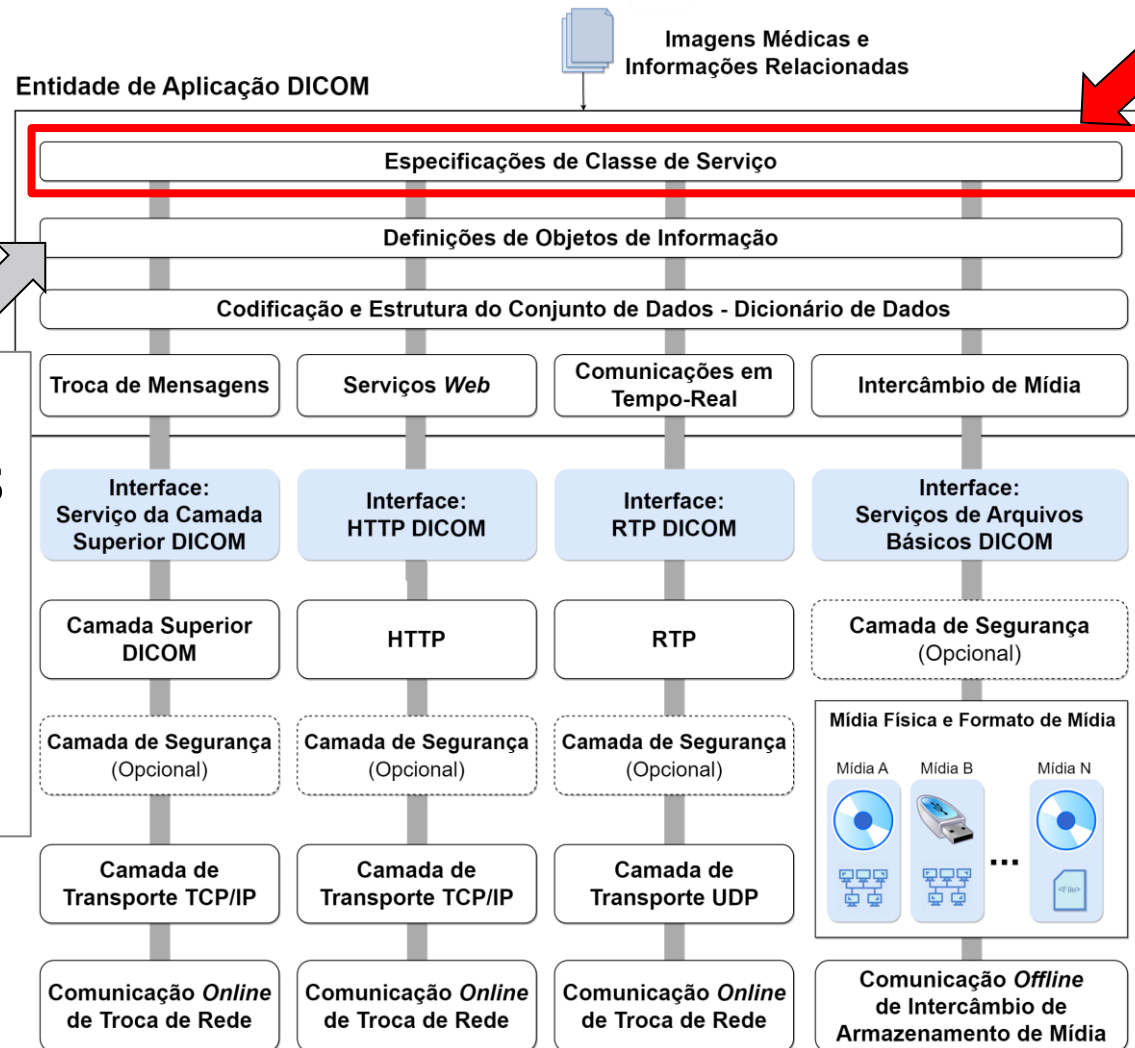 Imagens Médicas e
Informações Relacionadas
Entidade de Aplicação DICOM
Especificações de Classe de Serviço
Definições de Objetos de Informação
Codificação e Estrutura do Conjunto de Dados - Dicionário de Dados
Troca de Mensagens
Serviços Web
Comunicações em
Tempo-Real
Intercâmbio de Mídia
Interface:
Serviço da Camada
Superior DICOM
Interface:
HTTP DICOM
Interface:
RTP DICOM
Interface:
Serviços de Arquivos
Básicos DICOM
Camada Superior
DICOM
HTTP
RTP
Camada de Segurança
(Opcional)
Camada de Segurança
(Opcional)
Camada de Segurança
(Opcional)
Camada de Segurança
(Opcional)
Mídia Física e Formato de Mídia
Mídia A
Mídia B
Mídia N
...
<File>
Camada de
Transporte TCP/IP
Camada de
Transporte TCP/IP
Camada de
Transporte UDP
Comunicação Online
de Troca de Rede
Comunicação Online
de Troca de Rede
Comunicação Online
de Troca de Rede
Comunicação Offline
de Intercâmbio de
Armazenamento de Mídia